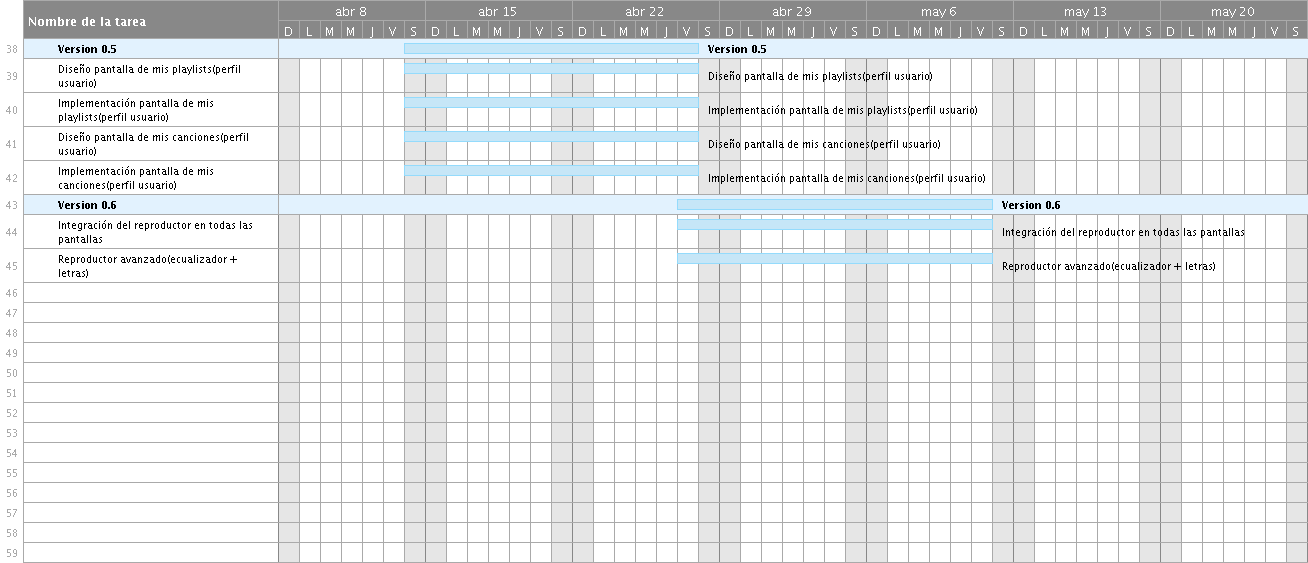 Nombre de la tarea
abr 8 abr 15 abr 22 abr 29 may 6 may 13 may 20
D L M M J V S D L M M J V S D L M M J V S D L M M J V S D L M M J V S D L M M J V S D L M M J V S
38 Version 0.5 Version 0.5
39 Diseño pantalla de mis playlists(perfil
usuario)
Diseño pantalla de mis playlists(perfil usuario)
40 Implementación pantalla de mis
playlists(perfil usuario)
Implementación pantalla de mis playlists(perfil usuario)
41 Diseño pantalla de mis canciones(perfil
usuario)
Diseño pantalla de mis canciones(perfil usuario)
42 Implementación pantalla de mis
canciones(perfil usuario)
Implementación pantalla de mis canciones(perfil usuario)
43 Version 0.6 Version 0.6
44 Integración del reproductor en todas las
pantallas
Integración del reproductor en todas las pantallas
45 Reproductor avanzado(ecualizador +
letras)
Reproductor avanzado(ecualizador + letras)
46
47
48
49
50
51
52
53
54
55
56
57
58
59